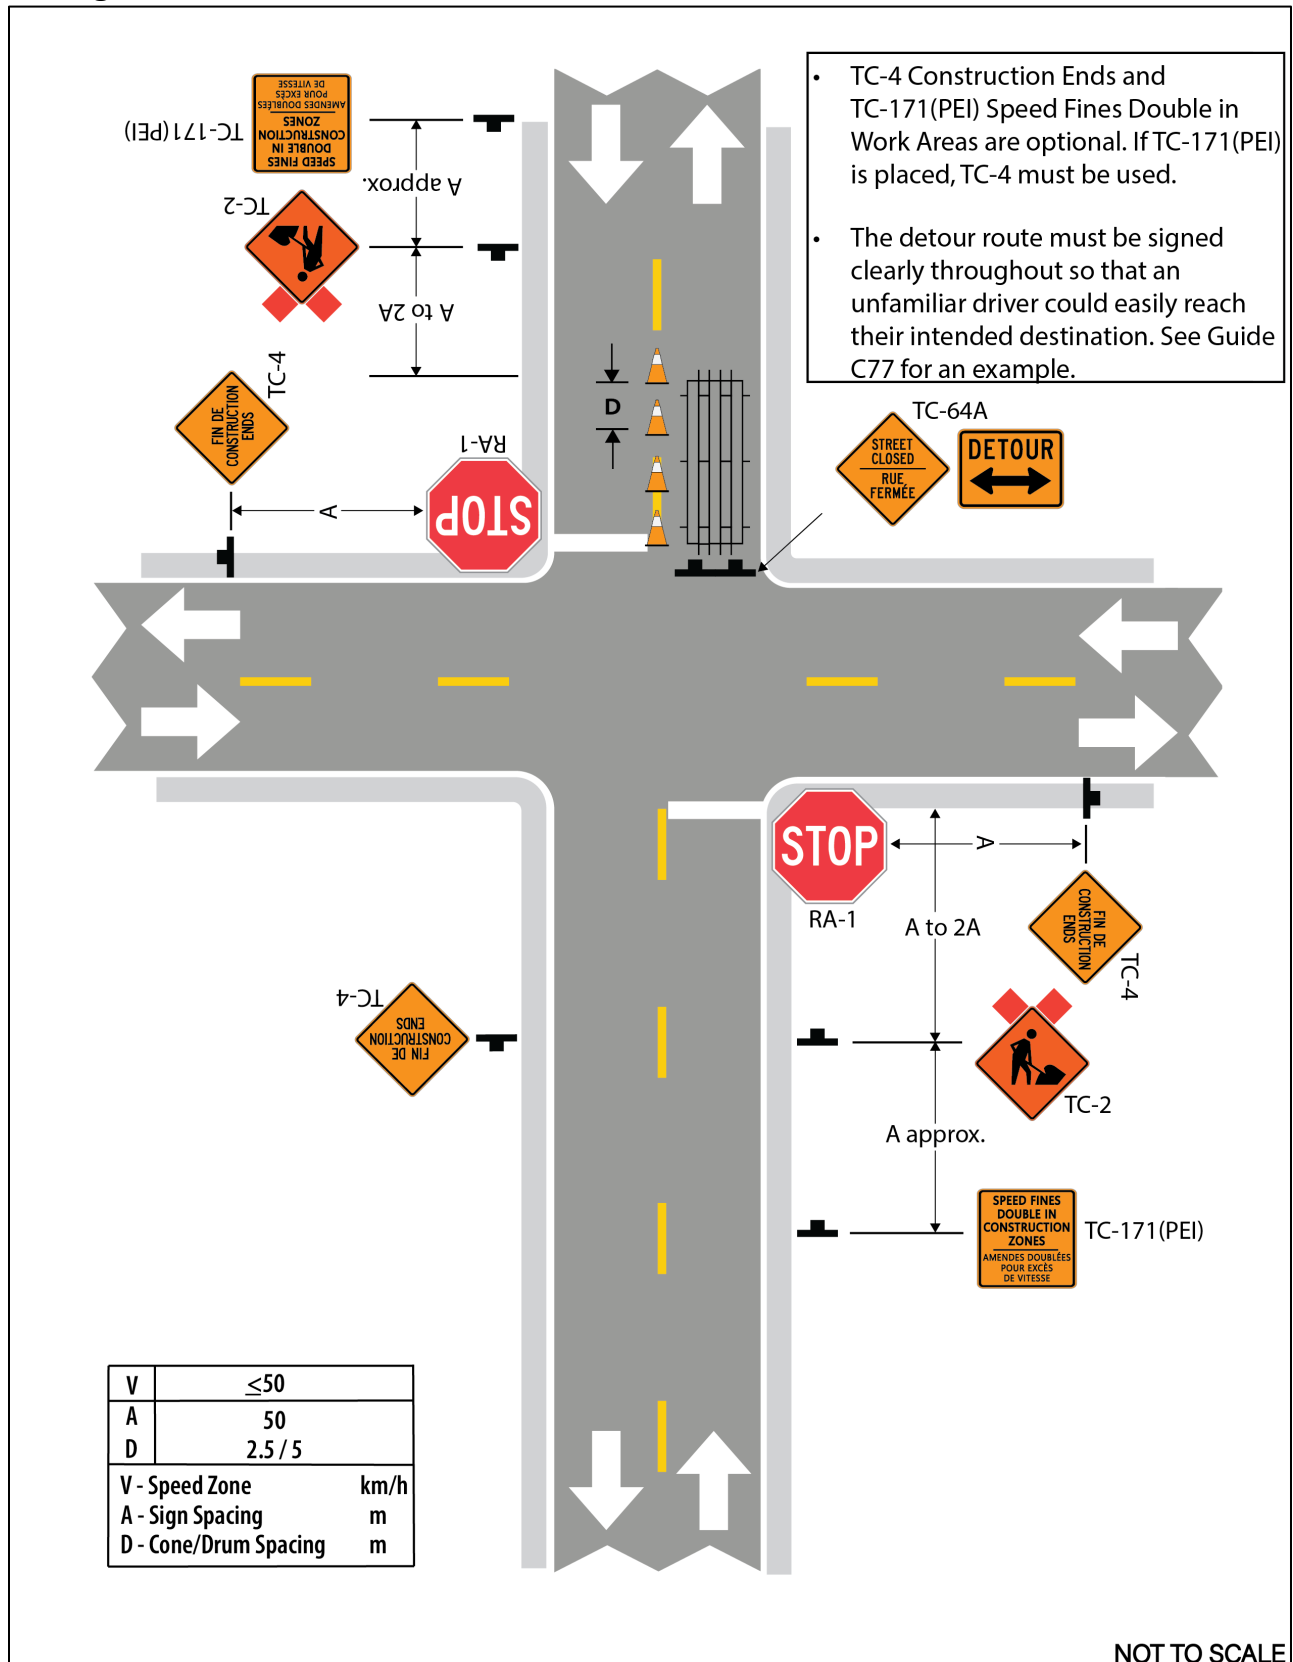 • TC-4 Construction Ends and
TC-171(PEI) Speed Fines Double in
Work Areas are optional. If TC-171(PEI)
is placed, TC-4 must be used.
• The detour route must be signed
clearly throughout so that an
unfamiliar driver could easily reach
their intended destination. See Guide
C77 for an example.
SPEED FINES
DOUBLE IN
CONSTRUCTION
ZONES
AMENDES DOUBLÉES
POUR EXCÈS
DE VITESSE
TC-171(PEI)
A approx.
TC-2
A to 2A
TC-4
FIN DE
CONSTRUCTION
ENDS
A
RA-1
STOP
D
TC-64A
STREET
CLOSED
RUE
FERMÉE
DETOUR
STOP
RA-1
A
A to 2A
FIN DE
CONSTRUCTION
ENDS
TC-4
TC-4
FIN DE
CONSTRUCTION
ENDS
TC-2
A approx.
SPEED FINES
DOUBLE IN
CONSTRUCTION
ZONES
AMENDES DOUBLÉES
POUR EXCÈS
DE VITESSE
TC-171(PEI)
V ≤50
A 50
D 2.5 / 5
V - Speed Zone km/h
A - Sign Spacing m
D - Cone/Drum Spacing m
NOT TO SCALE